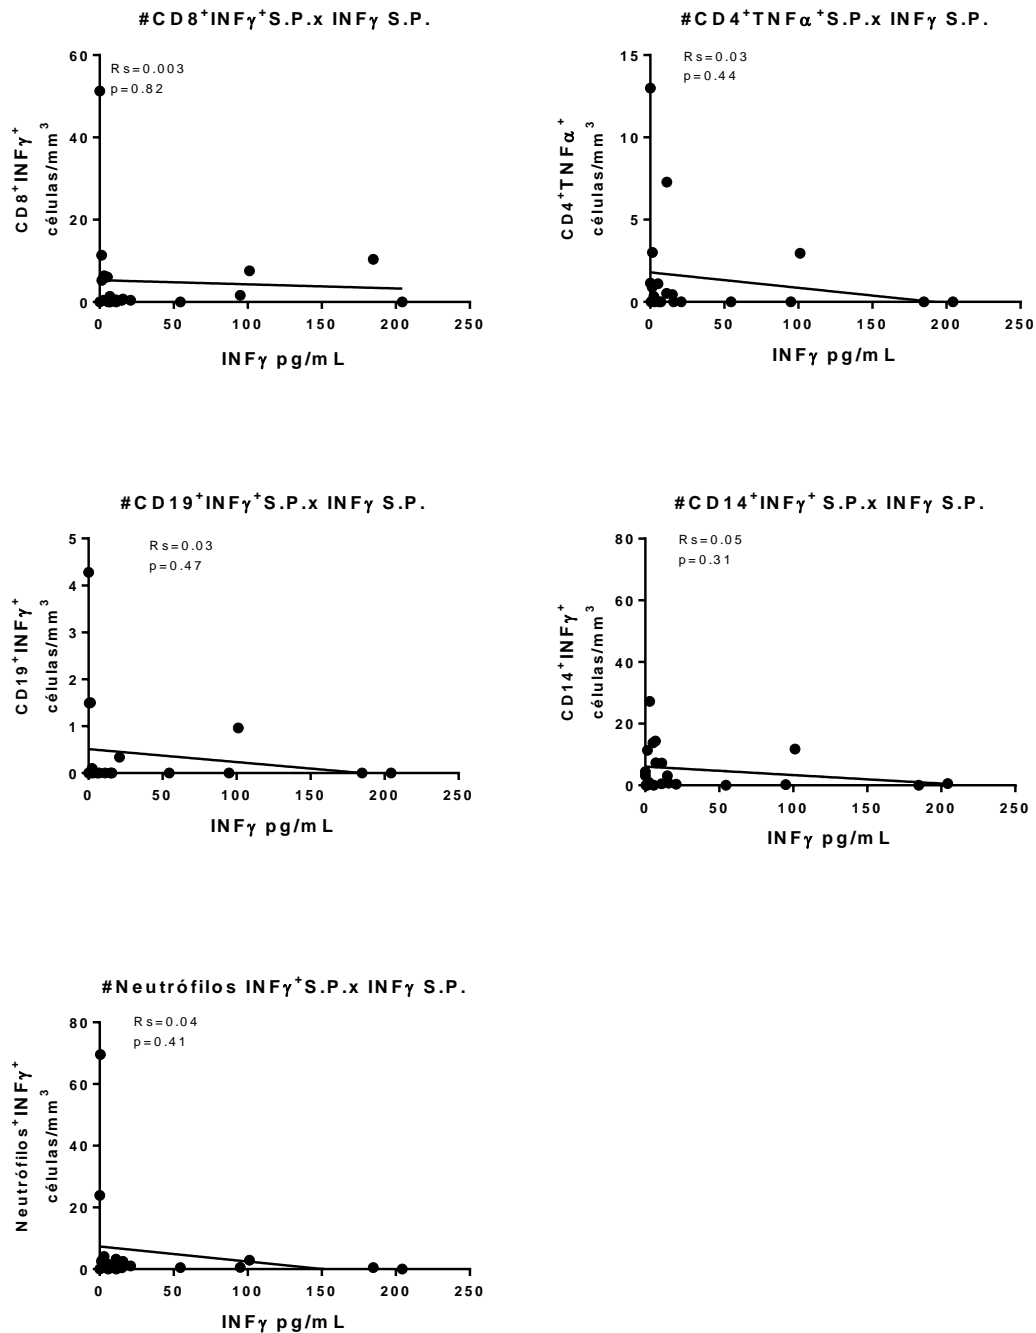 #CD8⁺INFγ⁺S.P.x INFγ S.P.
Rs=0.003
p=0.82
CD8⁺INFγ⁺
células/mm³
60
40
20
0
0 50 100 150 200 250
INFγ pg/mL
#CD4⁺TNFα⁺S.P.x INFγ S.P.
Rs=0.03
p=0.44
CD4⁺TNFα⁺
células/mm³
15
10
5
0
0 50 100 150 200 250
INFγ pg/mL
#CD19⁺INFγ⁺S.P.x INFγ S.P.
Rs=0.03
p=0.47
CD19⁺INFγ⁺
células/mm³
5
4
3
2
1
0
0 50 100 150 200 250
INFγ pg/mL
#CD14⁺INFγ⁺ S.P.x INFγ S.P.
Rs=0.05
p=0.31
CD14⁺INFγ⁺
células/mm³
80
60
40
20
0
0 50 100 150 200 250
INFγ pg/mL
#Neutrófilos INFγ⁺S.P.x INFγ S.P.
Rs=0.04
p=0.41
Neutrófilos⁺INFγ⁺
células/mm³
80
60
40
20
0
0 50 100 150 200 250
INFγ pg/mL